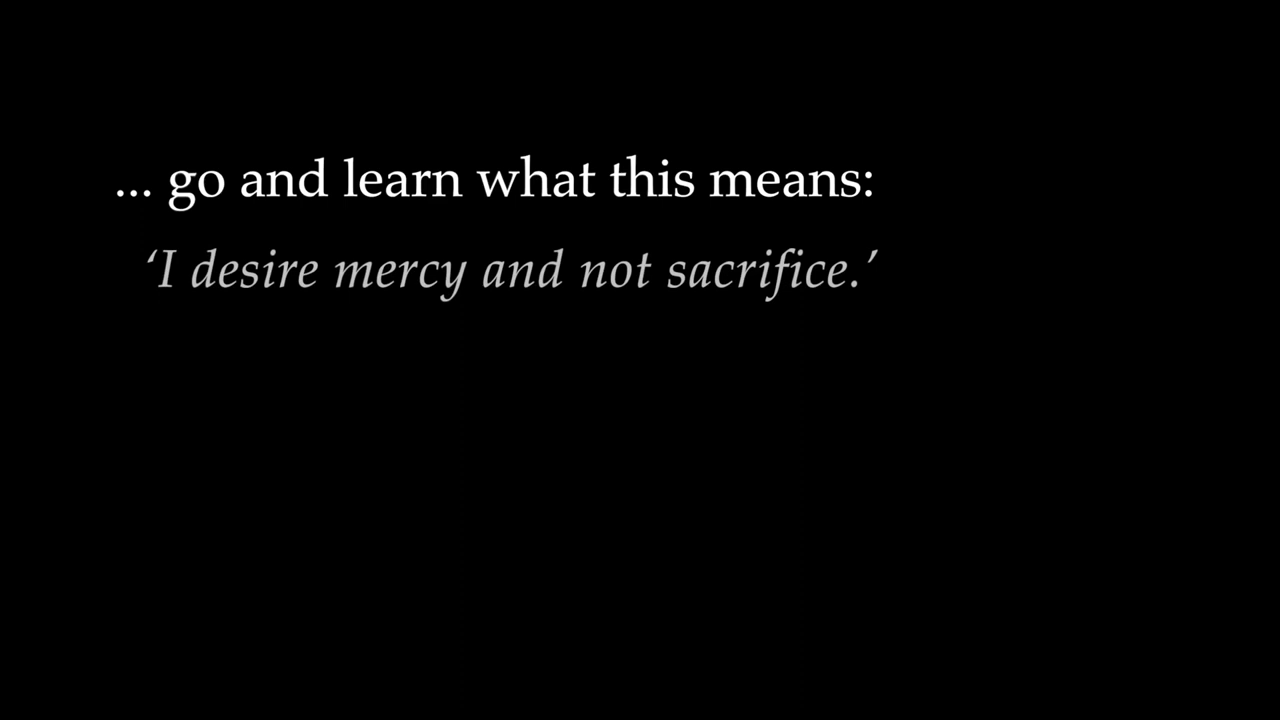 ... go and learn what this means:
‘I desire mercy and not sacrifice.’